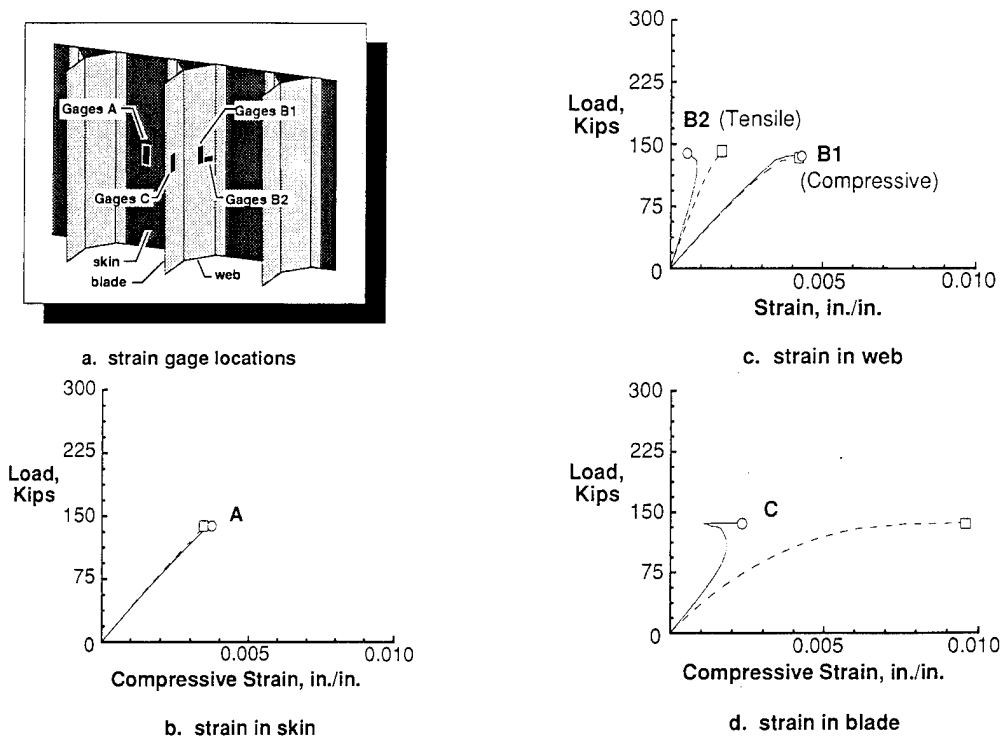 Gages A
Gages B1
Gages C
Gages B2
skin
blade
web
a. strain gage locations
300
225
Load,
Kips
150
75
0
B2 (Tensile)
B1
(Compressive)
0.005
0.010
Strain, in./in.
c. strain in web
300
225
Load,
Kips
150
75
0
A
0.005
0.010
Compressive Strain, in./in.
b. strain in skin
300
225
Load,
Kips
150
75
0
C
0.005
0.010
Compressive Strain, in./in.
d. strain in blade